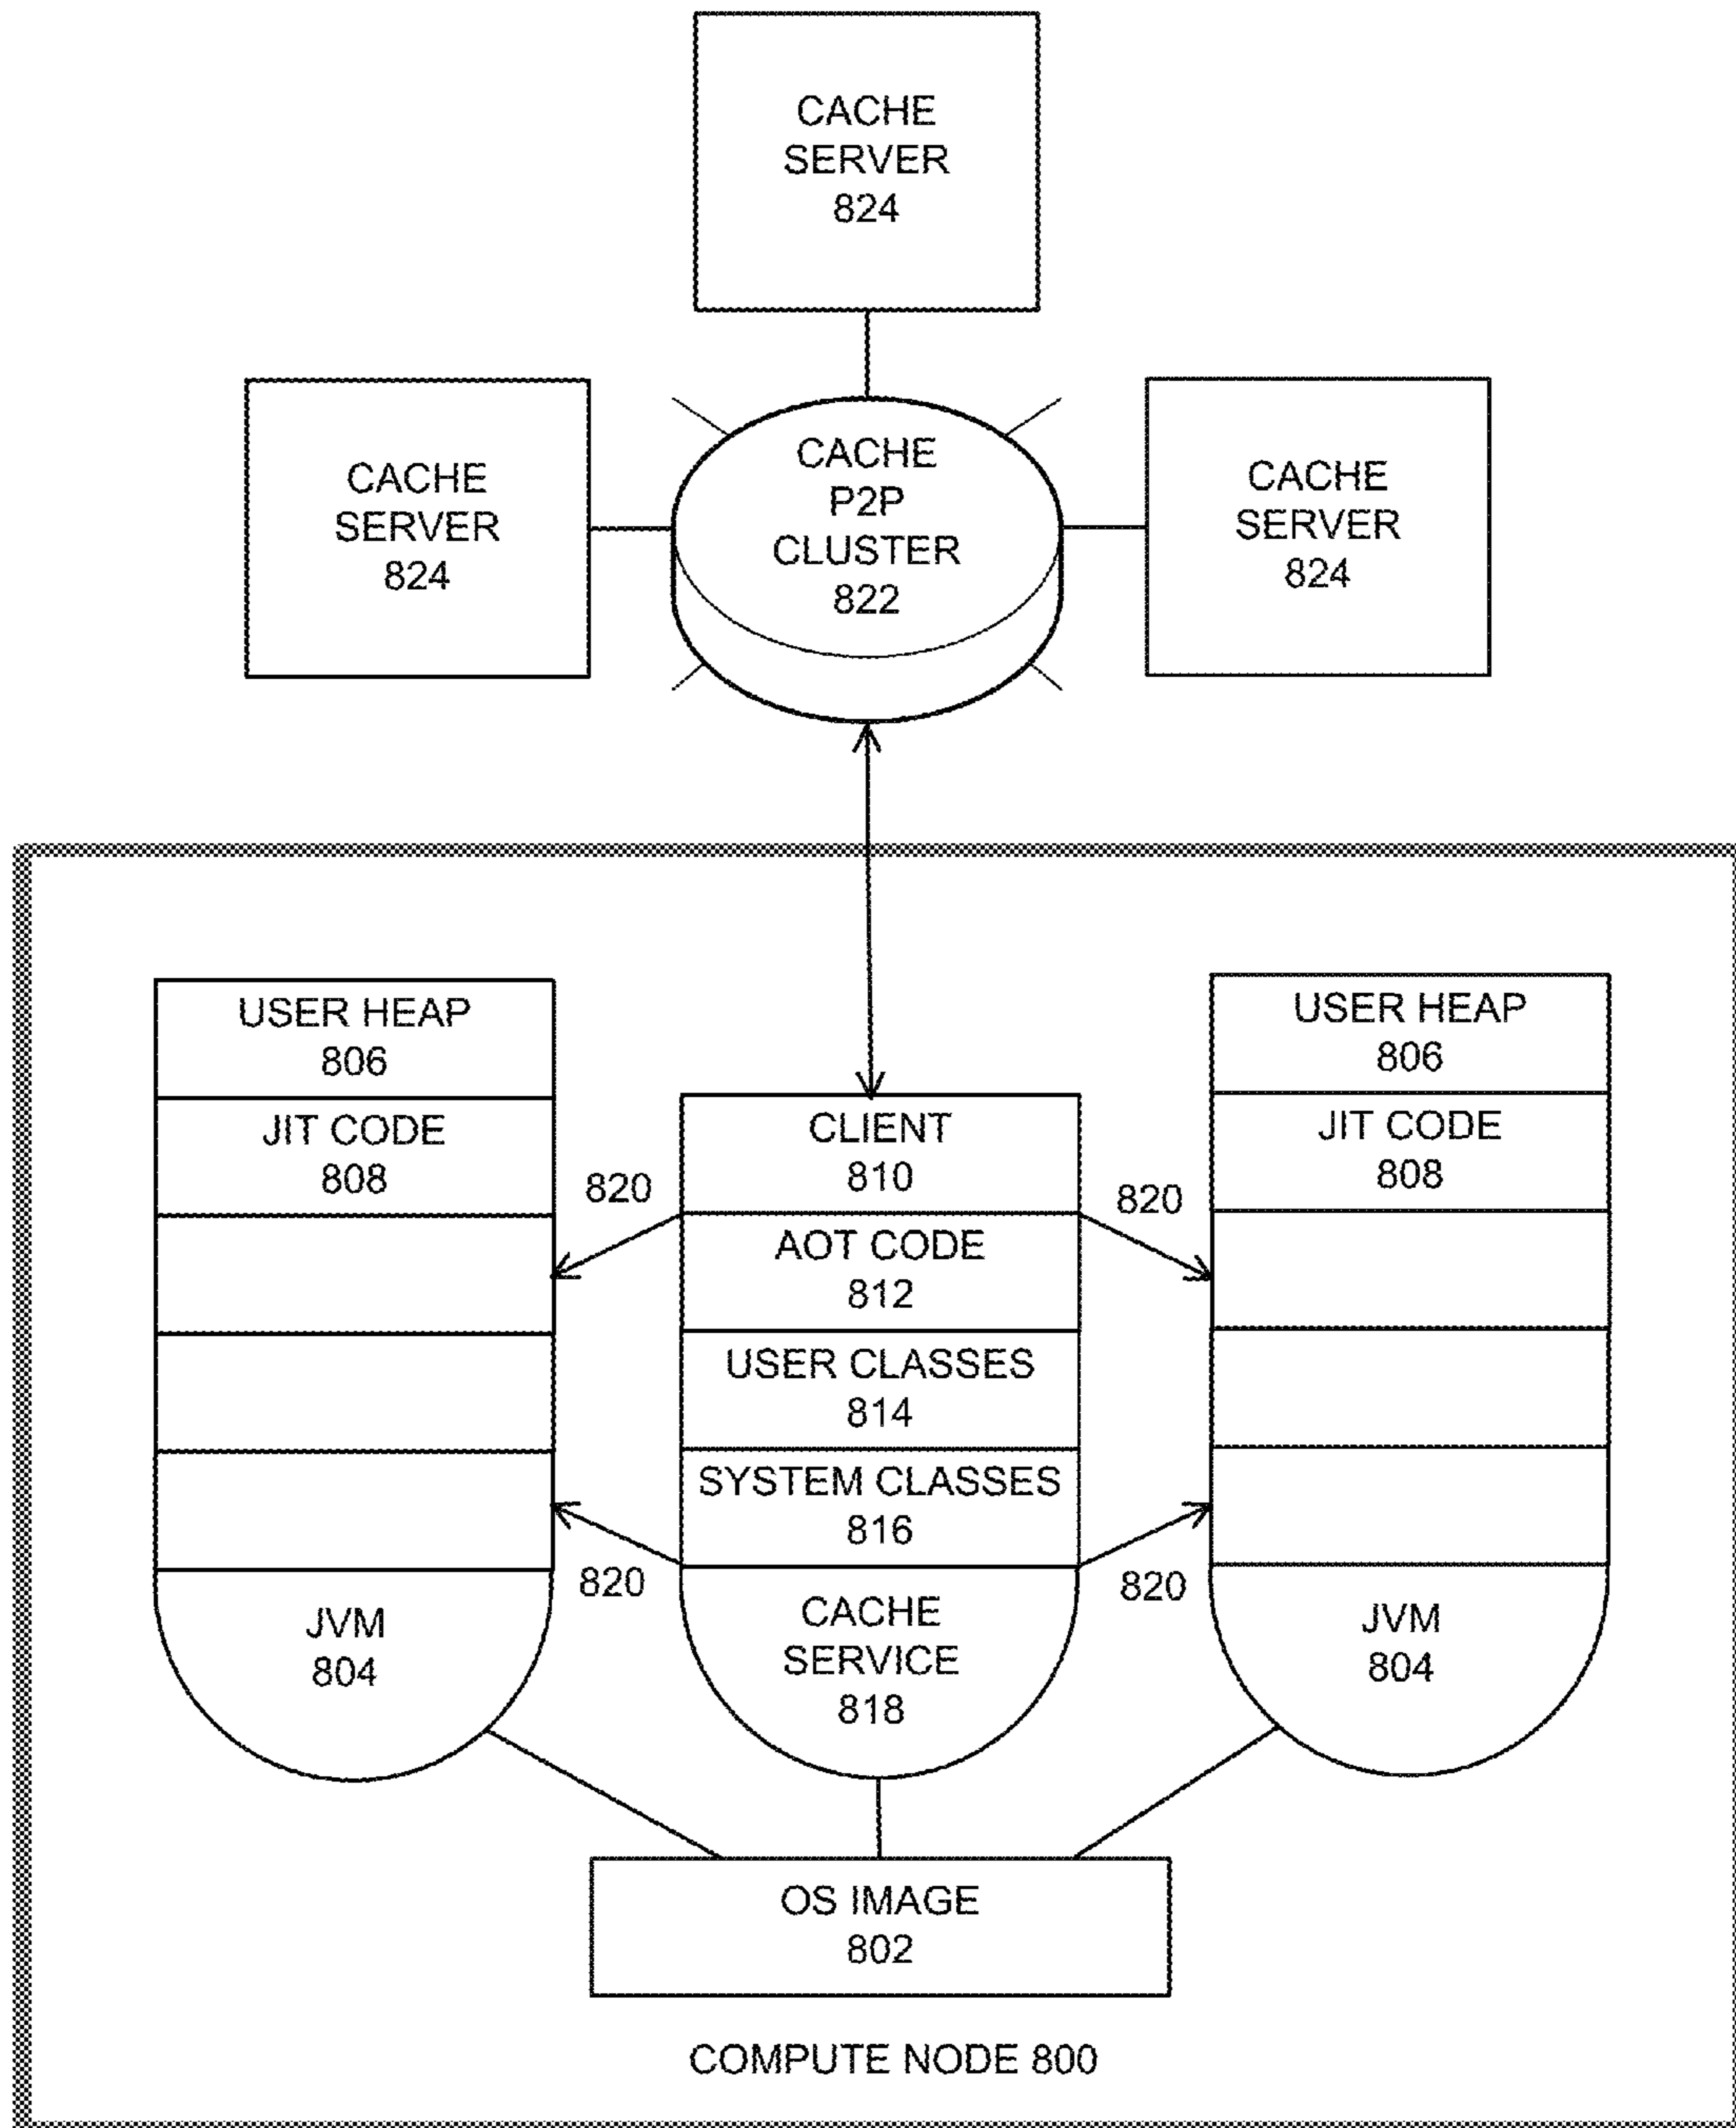 CACHE
SERVER
824
CACHE
SERVER
824
CACHE
P2P
CLUSTER
822
CACHE
SERVER
824
USER HEAP
806
JIT CODE
808
JVM
804
820
820
CLIENT
810
AOT CODE
812
USER CLASSES
814
SYSTEM CLASSES
816
CACHE
SERVICE
818
820
820
USER HEAP
806
JIT CODE
808
JVM
804
OS IMAGE
802
COMPUTE NODE 800